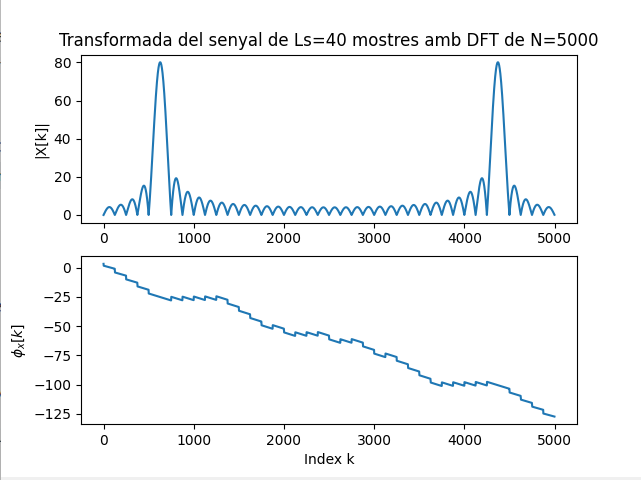 Transformada del senyal de Ls=40 mostres amb DFT de N=5000
|X[k]|
80
60
40
20
0
0 1000 2000 3000 4000 5000
ϕₓ[k]
0
−25
−50
−75
−100
−125
0 1000 2000 3000 4000 5000
Index k